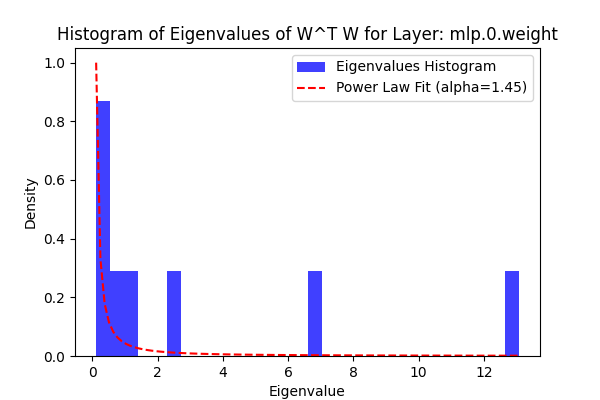 Histogram of Eigenvalues of W^T W for Layer: mlp.0.weight
Eigenvalues Histogram
Power Law Fit (alpha=1.45)
Density
1.0
0.8
0.6
0.4
0.2
0.0
0 2 4 6 8 10 12
Eigenvalue